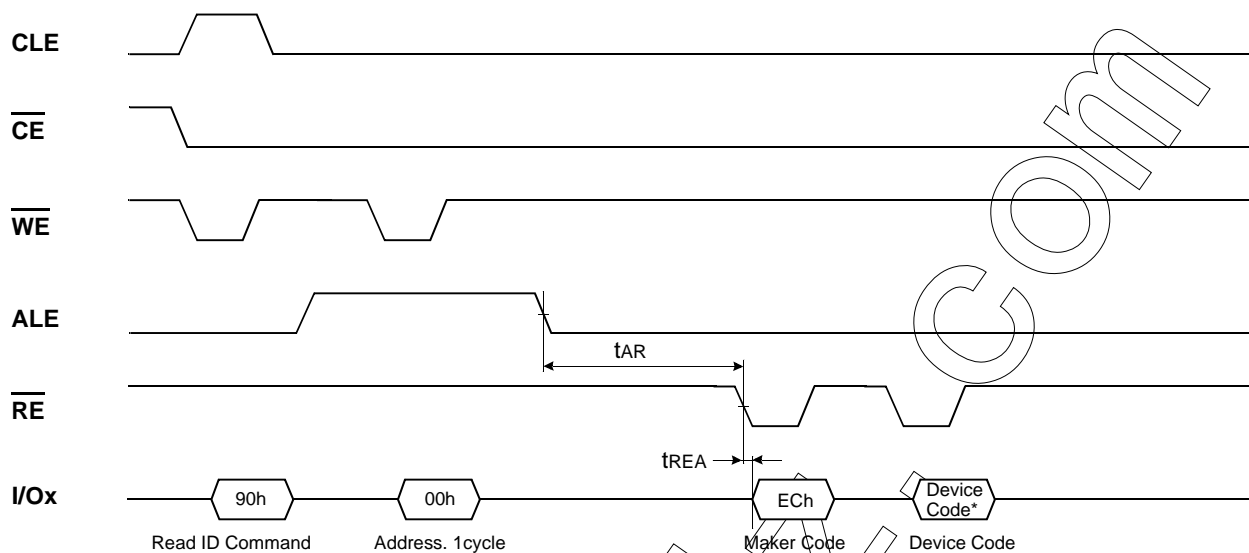 CLE
CE
WE
ALE
tAR
RE
tREA
I/Ox
90h
00h
ECh
Device
Code*
Read ID Command
Address. 1cycle
Maker Code
Device Code
com